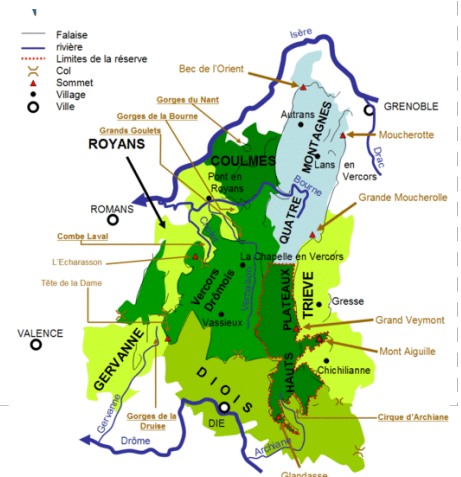 Falaise
rivière
Limites de la réserve
Col
Sommet
Village
Ville
Isère
Bec de l'Orient
Gorges du Nant
Gorges de la Bourne
Grands Goulets
ROYANS
COULMES
Autrans
MONTAGNES
GRENOBLE
Moucherotte
Lans en
Vercors
Drac
Pont en
Royans
Bourne
QUATRE
ROMANS
Grande Moucherolle
Combe Laval
L'Echarasson
La Chapelle en Vercors
Tête de la Dame
Vercors
Drômois
Vassieux
PLATEAUX
TRIEVE
Gresse
VALENCE
Grand Veymont
Mont Aiguille
GERVANNE
HAUTS
Chichilianne
DIOIS
Gervanne
Gorges de la
Druise
DIE
Cirque d'Archiane
Drôme
Archiane
Glandasse